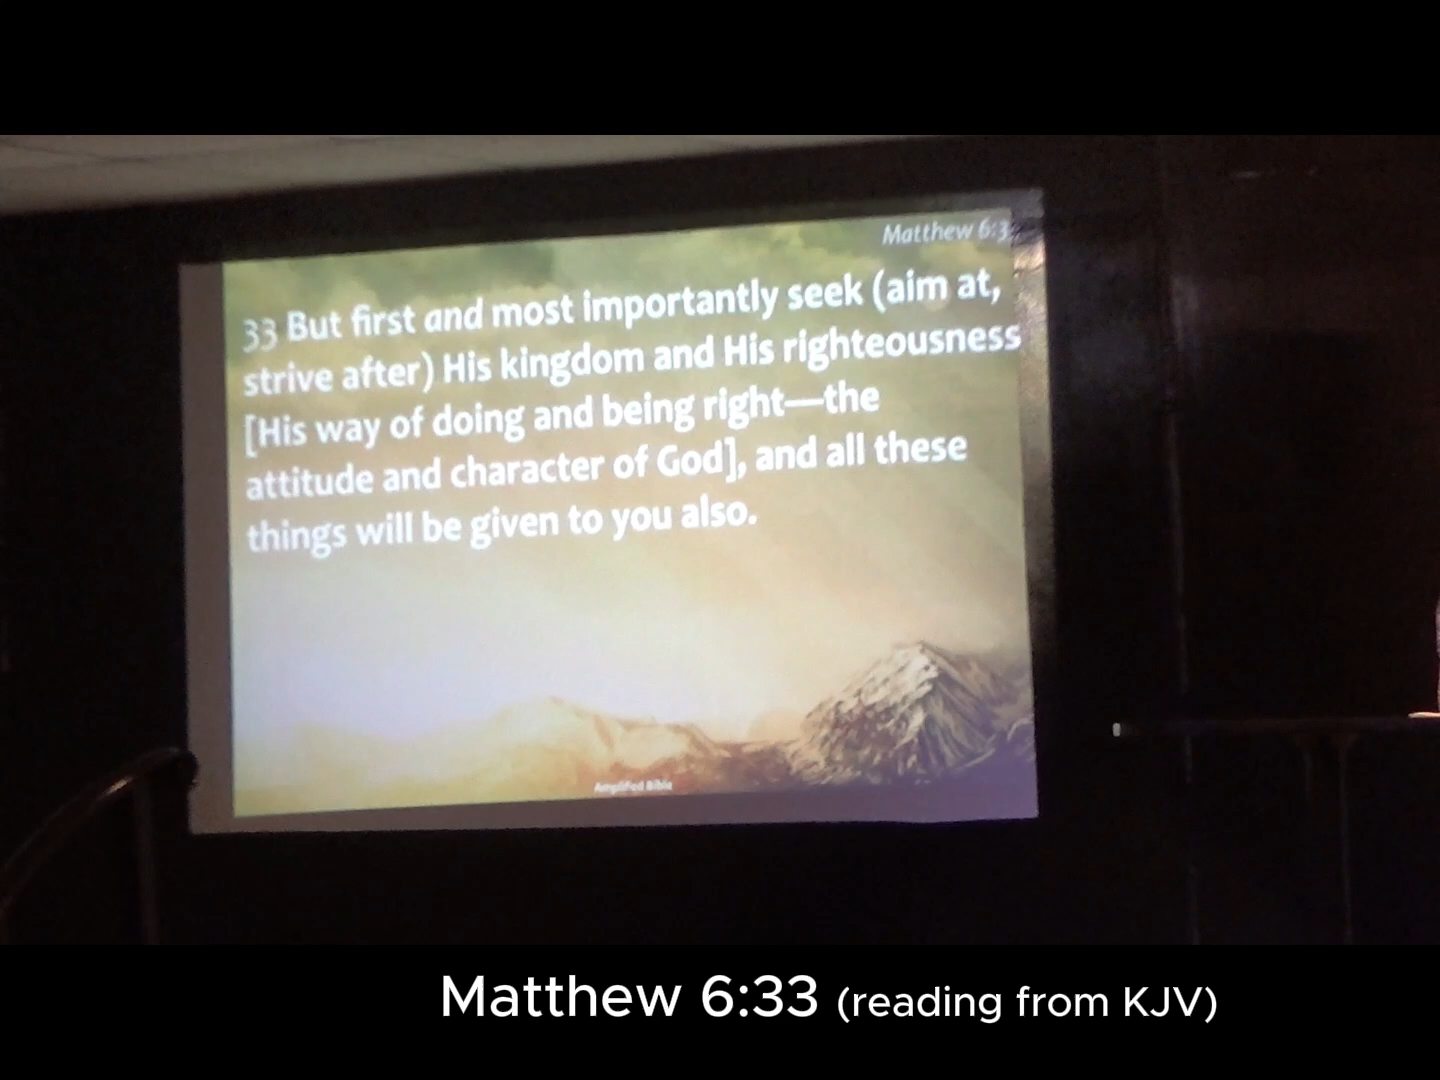 Matthew 6:3
33 But first and most importantly seek (aim at,
strive after) His kingdom and His righteousness
[His way of doing and being right—the
attitude and character of God], and all these
things will be given to you also.
Amplified Bible
Matthew 6:33 (reading from KJV)